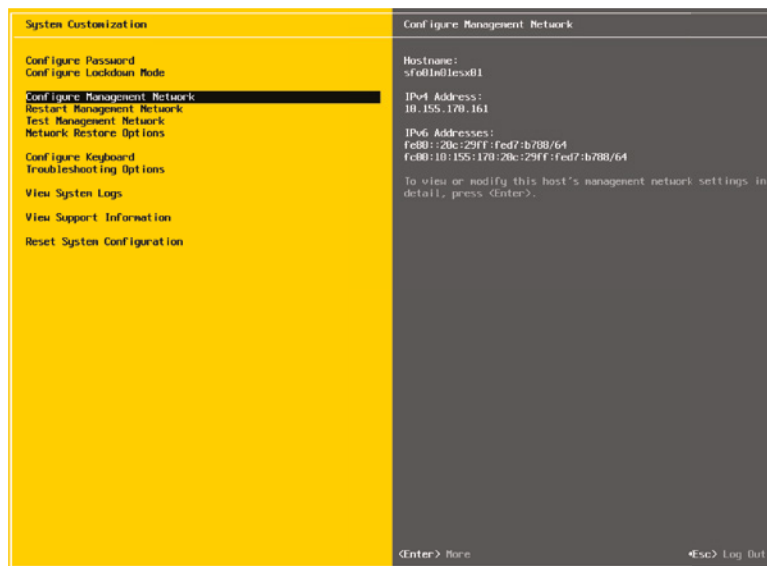 System Customization
Configure Password
Configure Lockdown Mode
Configure Management Network
Restart Management Network
Test Management Network
Network Restore Options
Configure Keyboard
Troubleshooting Options
View System Logs
View Support Information
Reset System Configuration
Configure Management Network
Hostname:
sfo01m01esx01
IPv4 Address:
10.155.170.161
IPv6 Addresses:
fe80::20c:29ff:fed7:b788/64
fc00:10:155:170:20c:29ff:fed7:b788/64
To view or modify this host's management network settings in
detail, press <Enter>.
<Enter> More
<Esc> Log Out